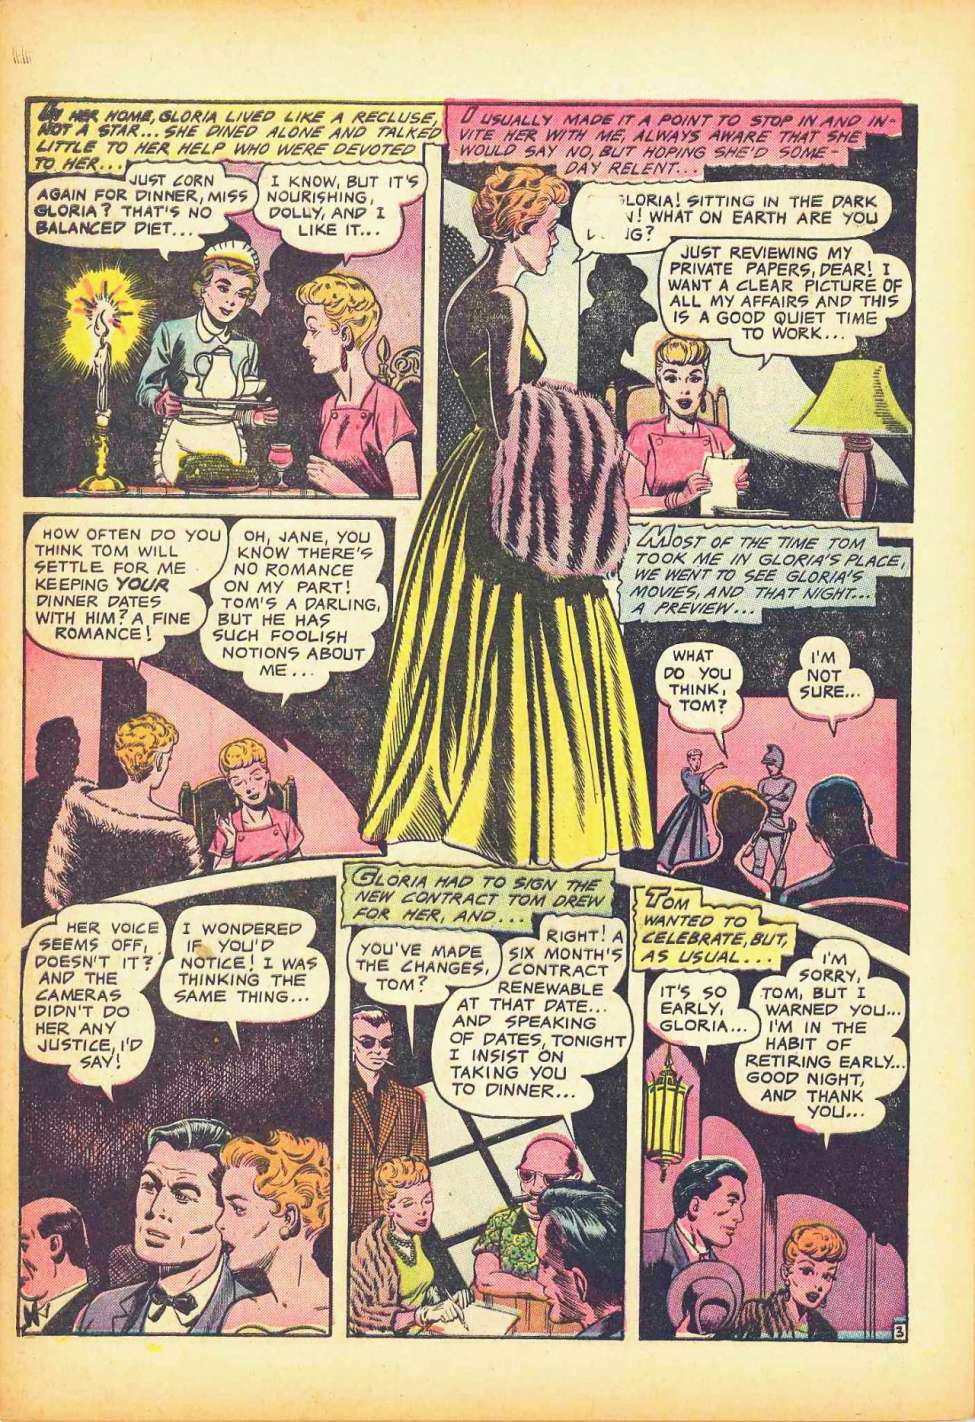 IN HER HOME, GLORIA LIVED LIKE A RECLUSE,
NOT A STAR... SHE DINED ALONE AND TALKED
LITTLE TO HER HELP WHO WERE DEVOTED
TO HER...
JUST CORN
AGAIN FOR DINNER, MISS
GLORIA? THAT'S NO
BALANCED DIET...
I KNOW, BUT IT'S
NOURISHING,
DOLLY, AND I
LIKE IT...
I USUALLY MADE IT A POINT TO STOP IN AND IN-
VITE HER WITH ME, ALWAYS AWARE THAT SHE
WOULD SAY NO, BUT HOPING SHE'D SOME-
DAY RELENT...
LORIA! SITTING IN THE DARK
! WHAT ON EARTH ARE YOU
JUST REVIEWING MY
PRIVATE PAPERS, DEAR! I
WANT A CLEAR PICTURE OF
ALL MY AFFAIRS AND THIS
IS A GOOD QUIET TIME
TO WORK...
HOW OFTEN DO YOU
THINK TOM WILL
SETTLE FOR ME
KEEPING YOUR
DINNER DATES
WITH HIM? A FINE
ROMANCE!
OH, JANE, YOU
KNOW THERE'S
NO ROMANCE
ON MY PART!
TOM'S A DARLING,
BUT HE HAS
SUCH FOOLISH
NOTIONS ABOUT
ME...
MOST OF THE TIME TOM
TOOK ME IN GLORIA'S PLACE,
WE WENT TO SEE GLORIA'S
MOVIES, AND THAT NIGHT...
A PREVIEW...
WHAT
DO YOU
THINK,
TOM?
I'M
NOT
SURE...
HER VOICE
SEEMS OFF,
DOESN'T IT?
AND THE
CAMERAS
DIDN'T DO
HER ANY
JUSTICE, I'D
SAY!
I WONDERED
IF YOU'D
NOTICE! I WAS
THINKING THE
SAME THING...
GLORIA HAD TO SIGN THE
NEW CONTRACT TOM DREW
FOR HER, AND...
YOU'VE MADE
THE CHANGES,
TOM?
RIGHT! A
SIX MONTH'S
CONTRACT
RENEWABLE
AT THAT DATE...
AND SPEAKING
OF DATES, TONIGHT
I INSIST ON
TAKING YOU
TO DINNER...
TOM
WANTED TO
CELEBRATE, BUT,
AS USUAL...
IT'S SO
EARLY,
GLORIA...
I'M
SORRY,
TOM, BUT I
WARNED YOU...
I'M IN THE
HABIT OF
RETIRING EARLY...
GOOD NIGHT,
AND THANK
YOU...
3